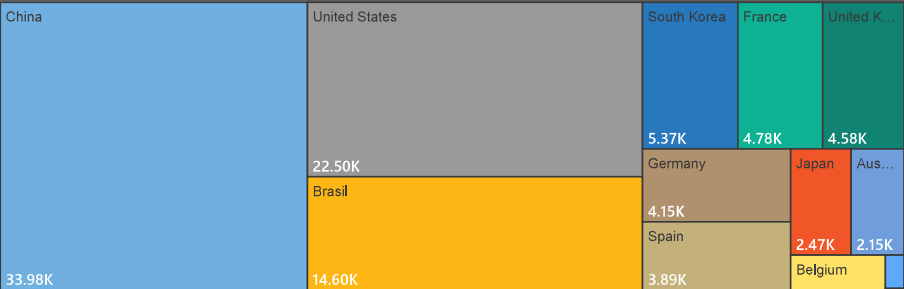 China
33.98K
United States
22.50K
Brasil
14.60K
South Korea
5.37K
France
4.78K
United K...
4.58K
Germany
4.15K
Spain
3.89K
Japan
2.47K
Aus...
2.15K
Belgium